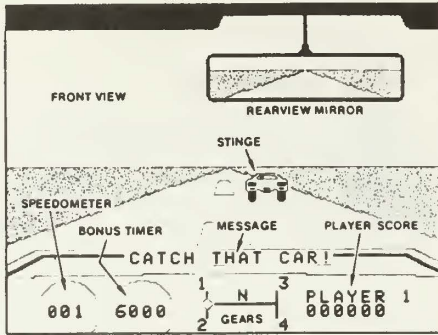 FRONT VIEW
REARVIEW MIRROR
STINGE
SPEEDOMETER
BONUS TIMER
MESSAGE
PLAYER SCORE
CATCH THAT CAR!
1 3
N
PLAYER 1
001 6000 000000
2 GEARS 4